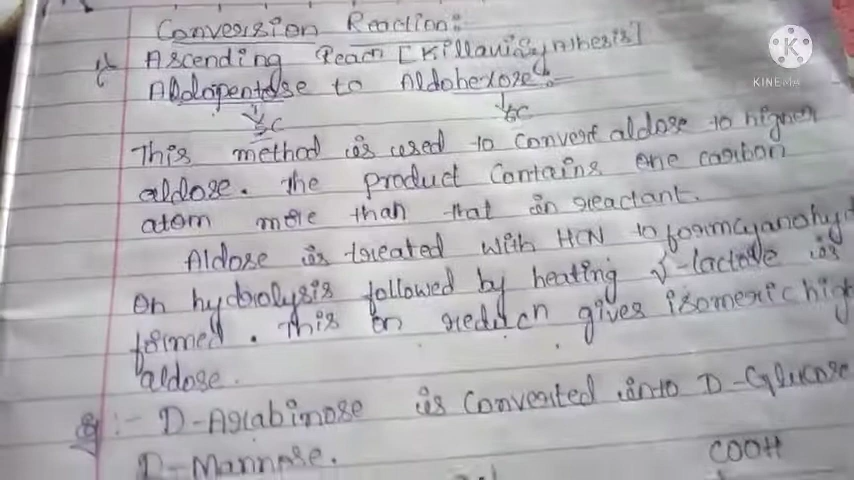 Conversion Reaction:-
i) Ascending Reacn [KillaniSynthesis]
Aldopentose to Aldohexose:-
5C 6C
This method is used to convert aldose to higher
aldose. The product contains one carbon
atom more than that in reactant.
Aldose is treated with HCN to form cyanohyd
on hydrolysis followed by heating γ-lactone is
formed. This on reducn gives isomeric high
aldose.
eg:- D-Arabinose is converted into D-Glucose
D-Mannose.
COOH
K
KINEMA